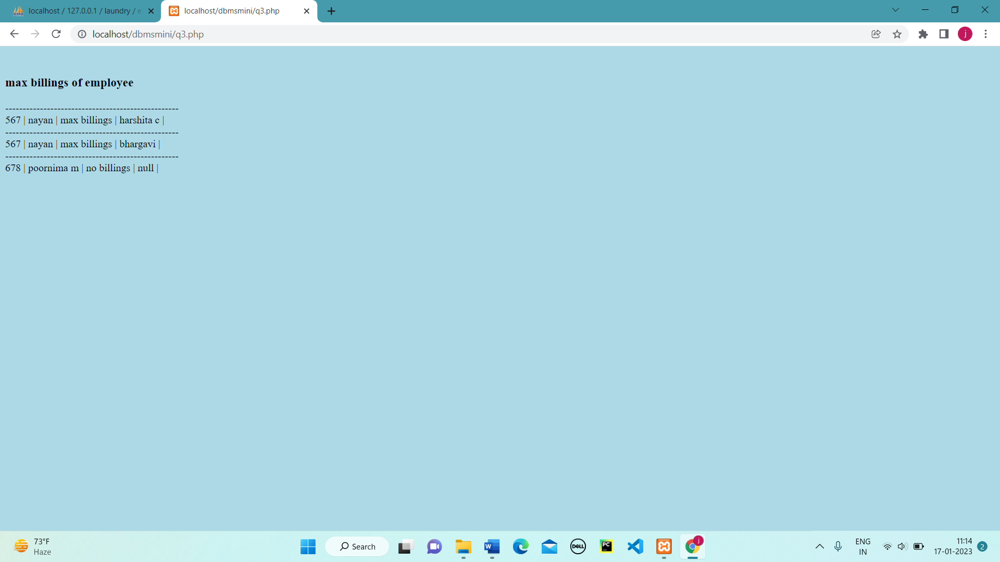 localhost / 127.0.0.1 / laundry / e
localhost/dbmsmini/q3.php
localhost/dbmsmini/q3.php
j
max billings of employee
--------------------------------------------------
567 | nayan | max billings | harshita c |
--------------------------------------------------
567 | nayan | max billings | bhargavi |
--------------------------------------------------
678 | poornima m | no billings | null |
73°F
Haze
Search
W
DELL
PC
j
ENG
IN
11:14
17-01-2023
2